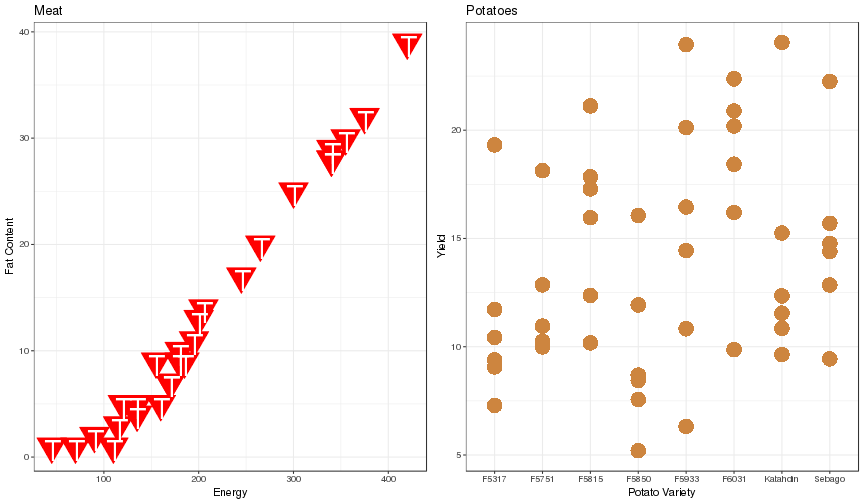 Meat
Fat Content
40
30
20
10
0
T T T T T T T T T T T T T T T T T T T T T T T T T T
100 200 300 400
Energy
Potatoes
Yield
20
15
10
5
F5317 F5751 F5815 F5850 F5933 F6031 Katahdin Sebago
Potato Variety